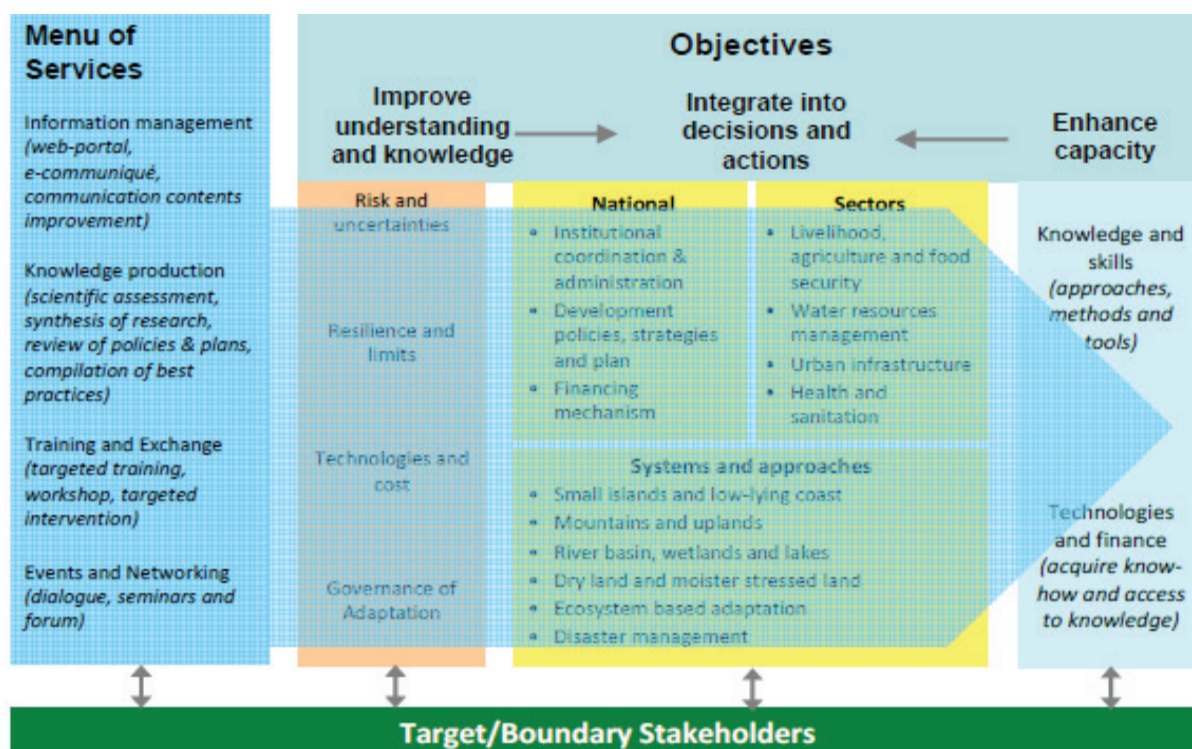 Menu of
Services
Information management
(web-portal,
e-communiqué,
communication contents
improvement)
Knowledge production
(scientific assessment,
synthesis of research,
review of policies & plans,
compilation of best
practices)
Training and Exchange
(targeted training,
workshop, targeted
intervention)
Events and Networking
(dialogue, seminars and
forum)
Objectives
Improve
understanding
and knowledge
Integrate into
decisions and
actions
Enhance
capacity
Risk and
uncertainties
Resilience and
limits
Technologies and
cost
Governance of
Adaptation
National
• Institutional
coordination &
administration
• Development
policies, strategies
and plan
• Financing
mechanism
Sectors
• Livelihood,
agriculture and food
security
• Water resources
management
• Urban infrastructure
• Health and
sanitation
Systems and approaches
• Small islands and low-lying coast
• Mountains and uplands
• River basin, wetlands and lakes
• Dry land and moister stressed land
• Ecosystem based adaptation
• Disaster management
Knowledge and
skills
(approaches,
methods and
tools)
Technologies
and finance
(acquire know-
how and access
to knowledge)
Target/Boundary Stakeholders